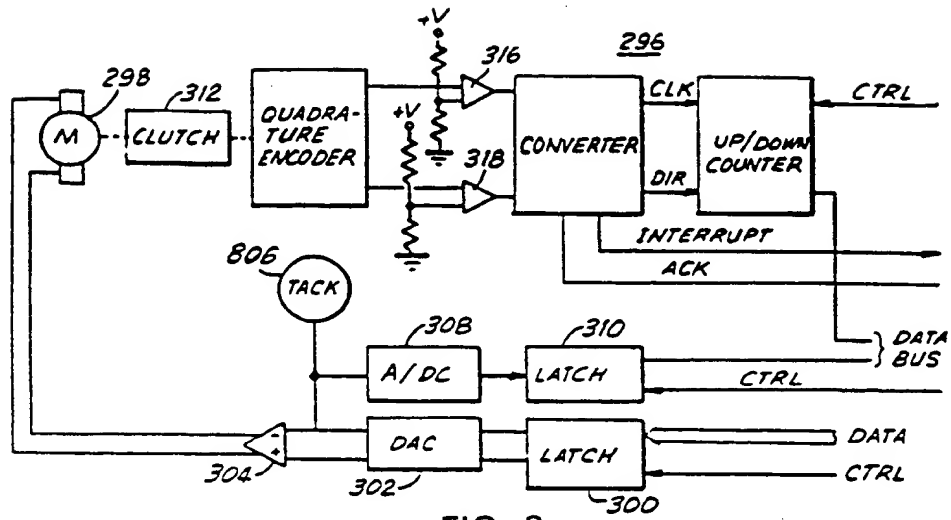 +V
316
296
298
312
+V
CLK
CTRL
M
CLUTCH
QUADRA-
TURE
ENCODER
CONVERTER
UP/DOWN
COUNTER
318
DIR
INTERRUPT
806
ACK
TACK
308
310
DATA
BUS
A/DC
LATCH
CTRL
-
+
DAC
LATCH
DATA
304
302
CTRL
300